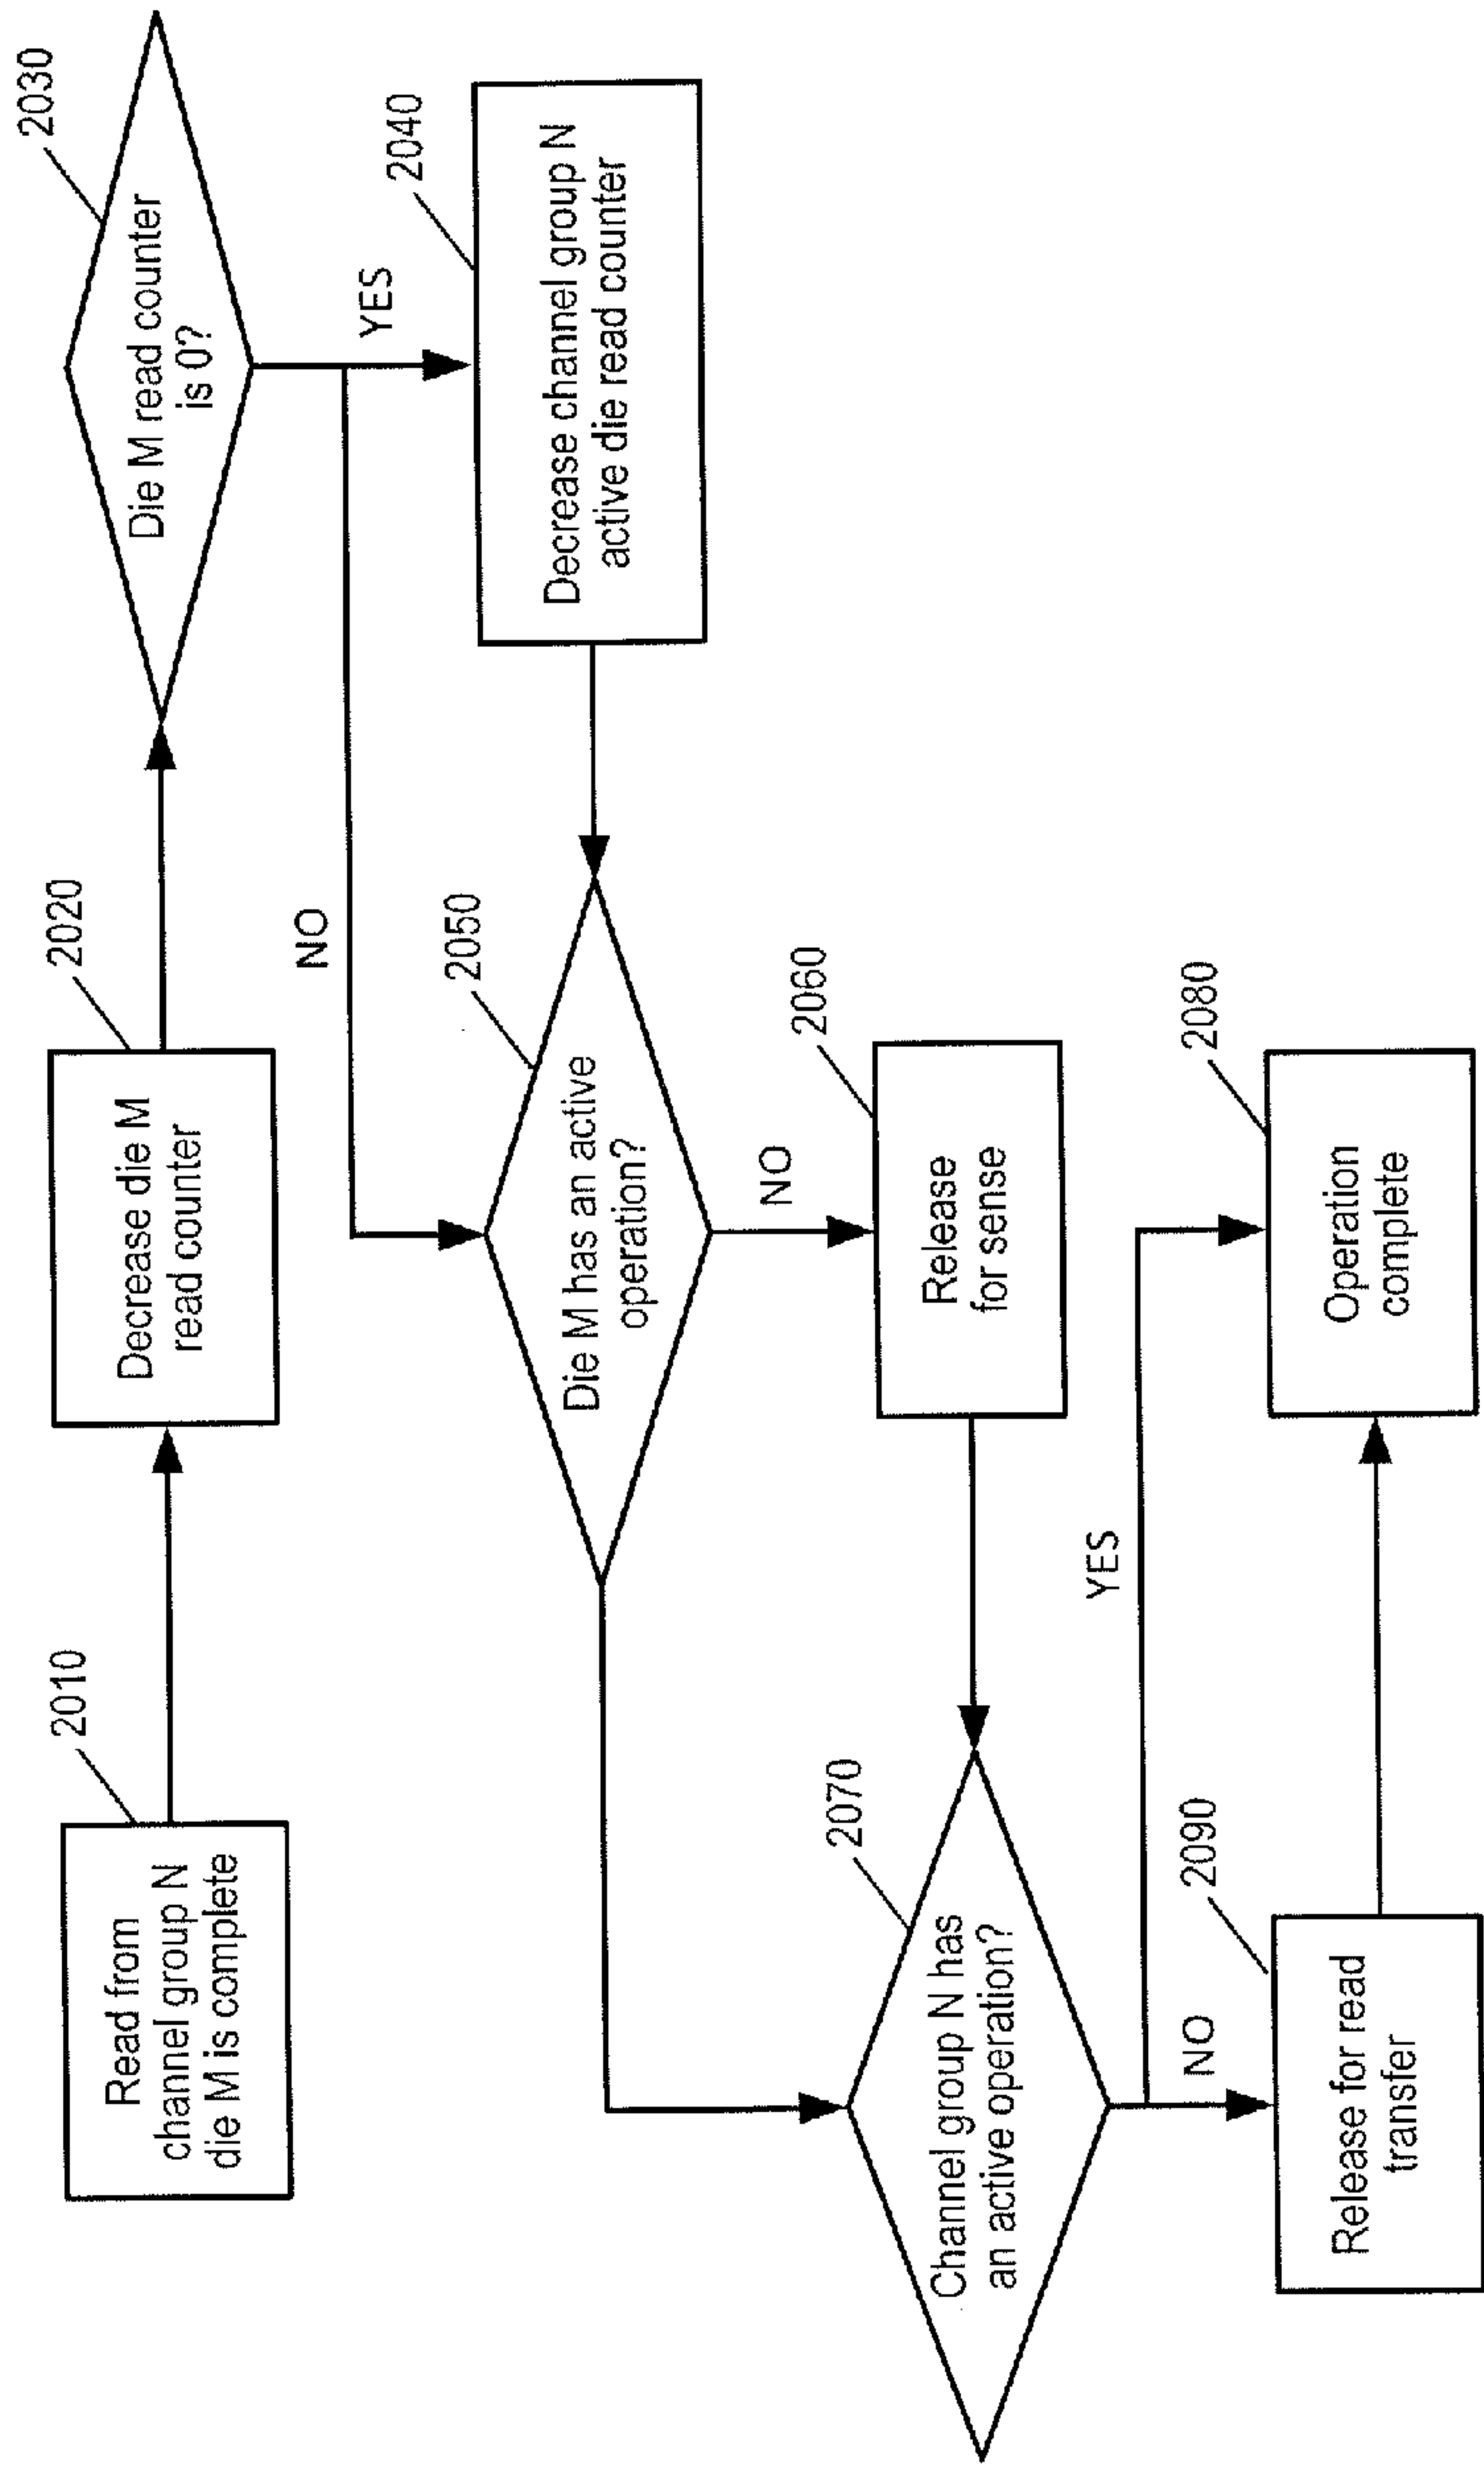 2010
Read from
channel group N
die M is complete
2020
Decrease die M
read counter
2030
Die M read counter
is 0?
YES
NO
2040
Decrease channel group N
active die read counter
2050
Die M has an active
operation?
NO
2060
Release
for sense
2070
Channel group N has
an active operation?
YES
NO
2080
Operation
complete
2090
Release for read
transfer